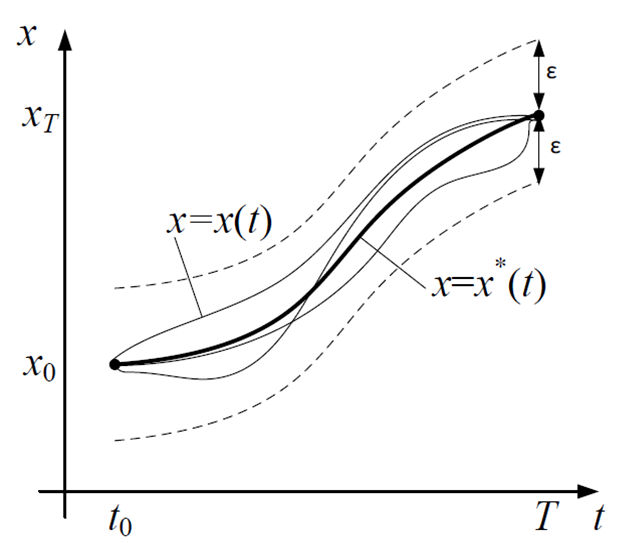 x
ε
x_T
ε
x=x(t)
x=x*(t)
x_0
t_0
T
t